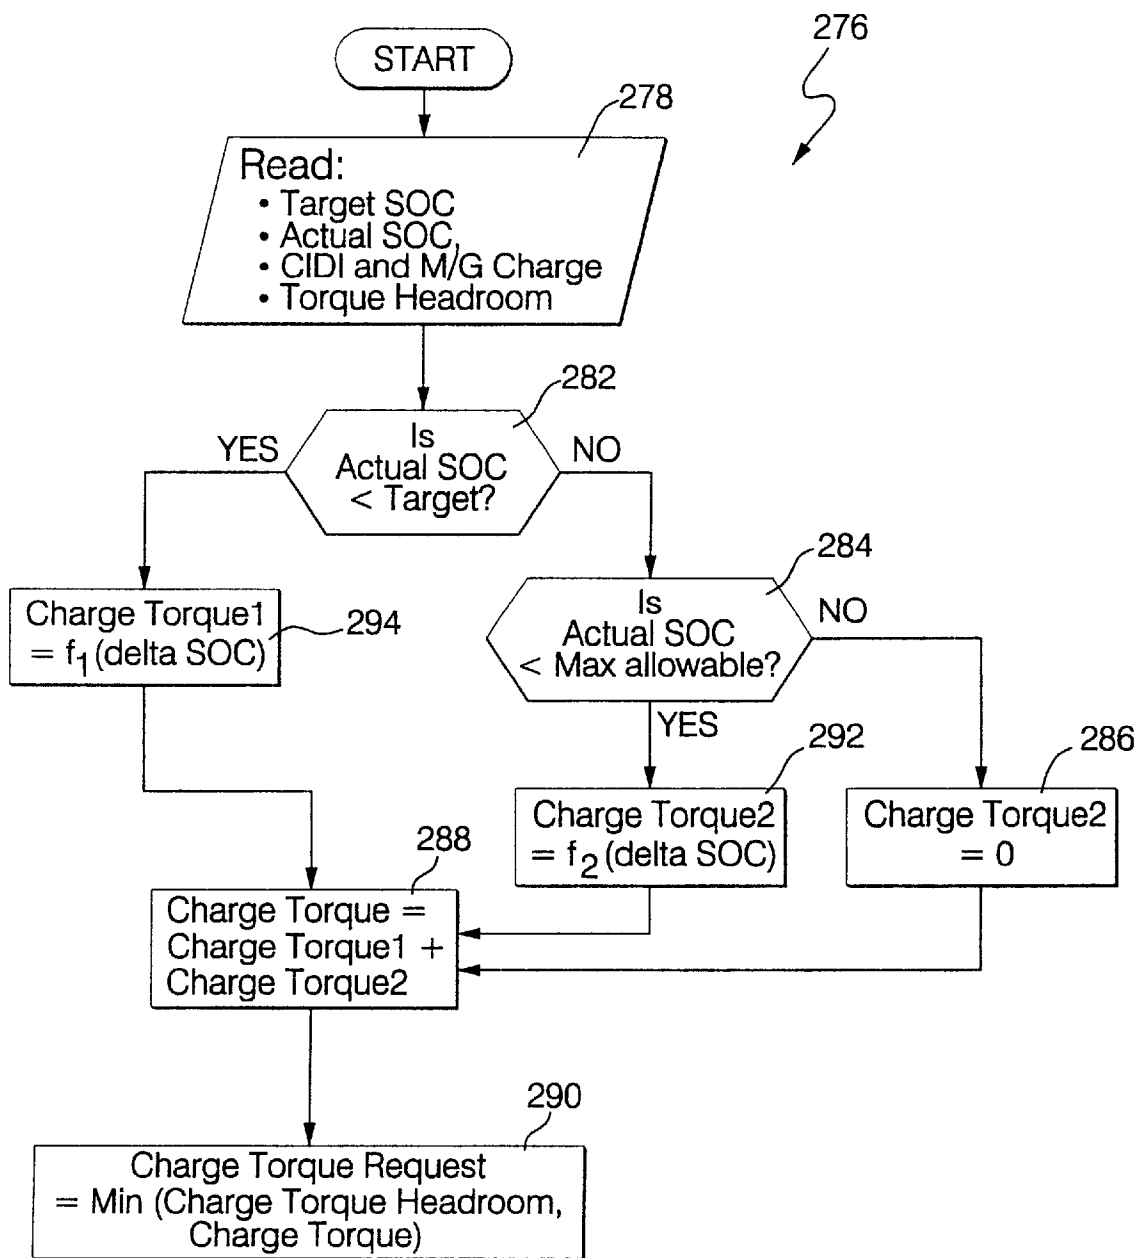 276
START
278
Read:
• Target SOC
• Actual SOC,
• CIDI and M/G Charge
• Torque Headroom
282
YES
Is
Actual SOC
< Target?
NO
284
Charge Torque1
= f1 (delta SOC)
294
Is
Actual SOC
< Max allowable?
NO
YES
292
286
Charge Torque2
= f2 (delta SOC)
Charge Torque2
= 0
288
Charge Torque =
Charge Torque1 +
Charge Torque2
290
Charge Torque Request
= Min (Charge Torque Headroom,
Charge Torque)